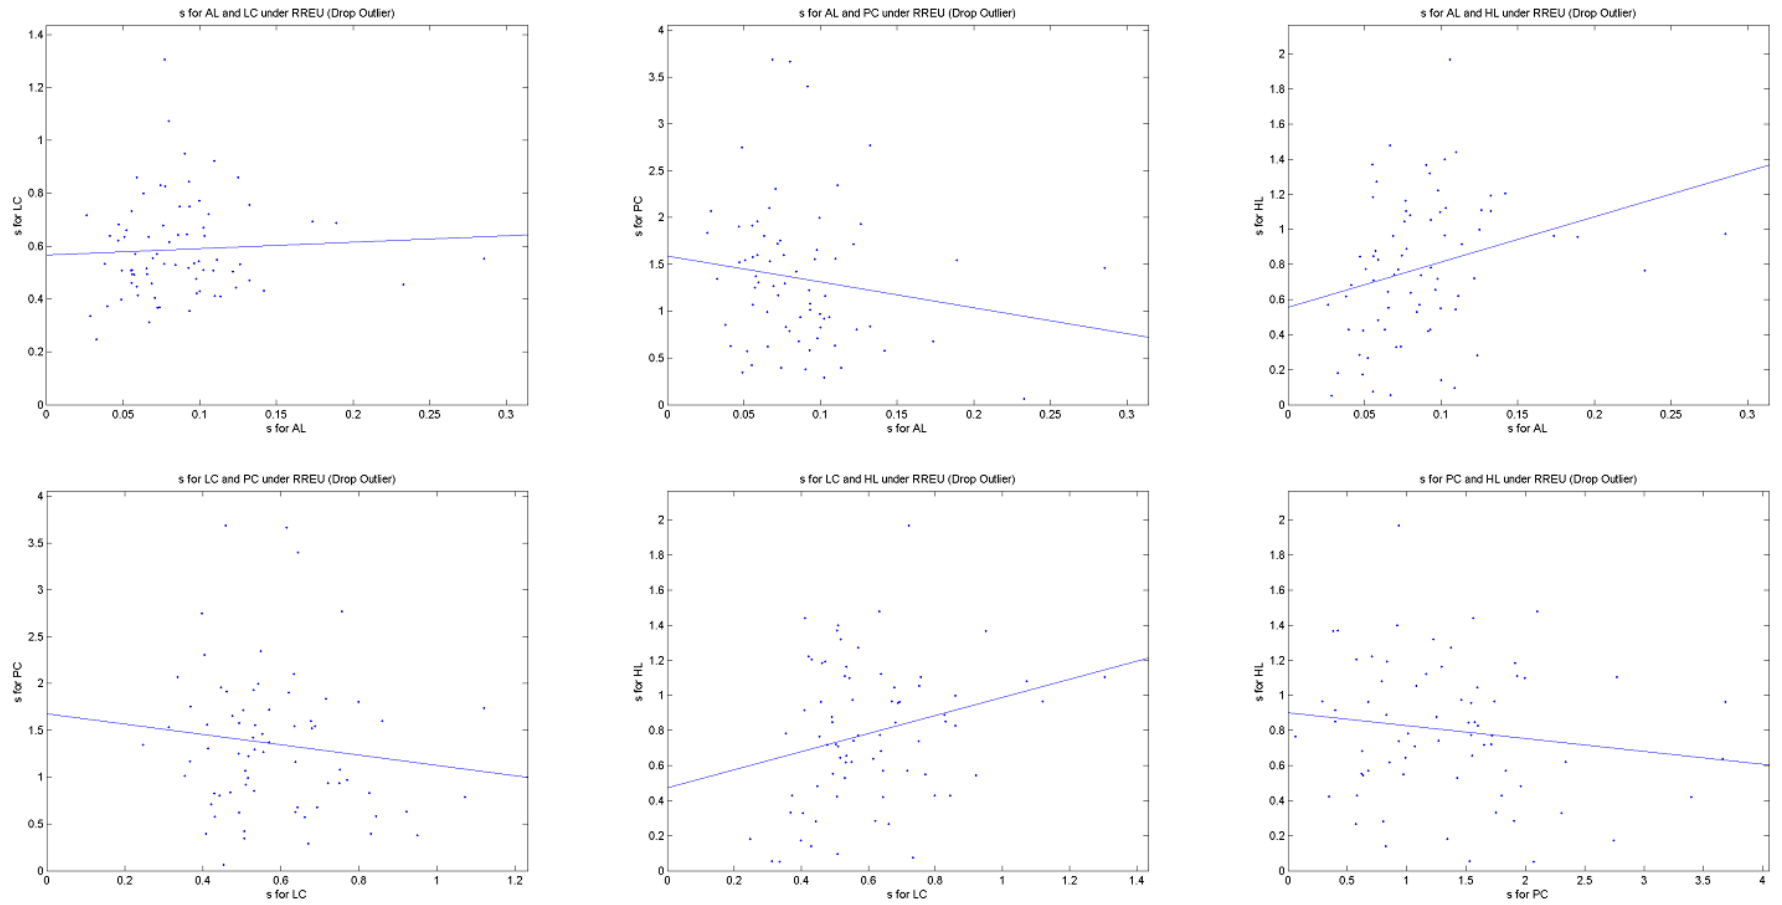 s for AL and LC under RREU (Drop Outlier)
1.4
1.2
1
0.8
0.6
0.4
0.2
0
s for LC
0 0.05 0.1 0.15 0.2 0.25 0.3
s for AL
s for AL and PC under RREU (Drop Outlier)
4
3.5
3
2.5
2
1.5
1
0.5
0
s for PC
0 0.05 0.1 0.15 0.2 0.25 0.3
s for AL
s for AL and HL under RREU (Drop Outlier)
2
1.8
1.6
1.4
1.2
1
0.8
0.6
0.4
0.2
0
s for HL
0 0.05 0.1 0.15 0.2 0.25 0.3
s for AL
s for LC and PC under RREU (Drop Outlier)
4
3.5
3
2.5
2
1.5
1
0.5
0
s for PC
0 0.2 0.4 0.6 0.8 1 1.2
s for LC
s for LC and HL under RREU (Drop Outlier)
2
1.8
1.6
1.4
1.2
1
0.8
0.6
0.4
0.2
0
s for HL
0 0.2 0.4 0.6 0.8 1 1.2 1.4
s for LC
s for PC and HL under RREU (Drop Outlier)
2
1.8
1.6
1.4
1.2
1
0.8
0.6
0.4
0.2
0
s for HL
0 0.5 1 1.5 2 2.5 3 3.5 4
s for PC